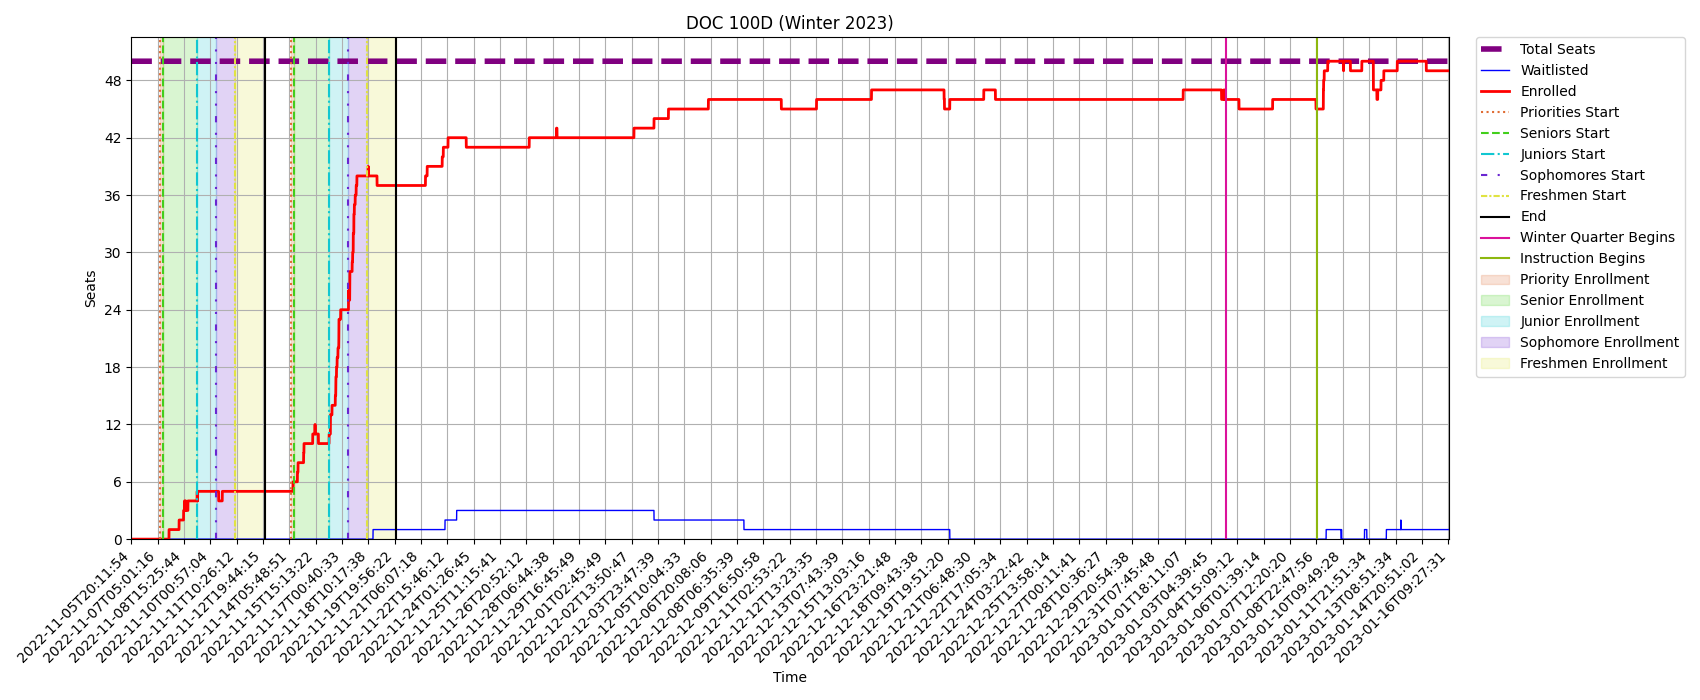 DOC 100D (Winter 2023)
Seats
48
42
36
30
24
18
12
6
0
2022-11-05T20:11:54
2022-11-07T05:01:16
2022-11-08T15:25:44
2022-11-10T00:57:04
2022-11-11T10:26:12
2022-11-12T19:44:15
2022-11-14T05:48:51
2022-11-15T15:13:22
2022-11-17T00:40:33
2022-11-18T10:17:38
2022-11-19T19:56:22
2022-11-21T06:07:18
2022-11-22T15:46:12
2022-11-24T01:26:45
2022-11-25T11:15:41
2022-11-26T20:52:12
2022-11-28T06:44:38
2022-11-29T16:45:49
2022-12-01T02:45:49
2022-12-02T13:50:47
2022-12-03T23:47:39
2022-12-05T10:04:33
2022-12-06T20:08:06
2022-12-08T06:35:39
2022-12-09T16:50:58
2022-12-11T02:53:22
2022-12-12T13:23:35
2022-12-13T07:43:39
2022-12-15T13:03:16
2022-12-16T23:21:48
2022-12-18T09:43:38
2022-12-19T19:51:20
2022-12-21T06:48:30
2022-12-22T17:05:34
2022-12-24T03:22:42
2022-12-25T13:58:14
2022-12-27T00:11:41
2022-12-28T10:36:27
2022-12-29T20:54:38
2022-12-31T07:45:48
2023-01-01T18:11:07
2023-01-03T04:39:45
2023-01-04T15:09:12
2023-01-06T01:39:14
2023-01-07T12:20:20
2023-01-08T22:47:56
2023-01-10T09:49:28
2023-01-11T21:51:34
2023-01-13T08:51:34
2023-01-14T20:51:02
2023-01-16T09:27:31
Time
Total Seats
Waitlisted
Enrolled
Priorities Start
Seniors Start
Juniors Start
Sophomores Start
Freshmen Start
End
Winter Quarter Begins
Instruction Begins
Priority Enrollment
Senior Enrollment
Junior Enrollment
Sophomore Enrollment
Freshmen Enrollment